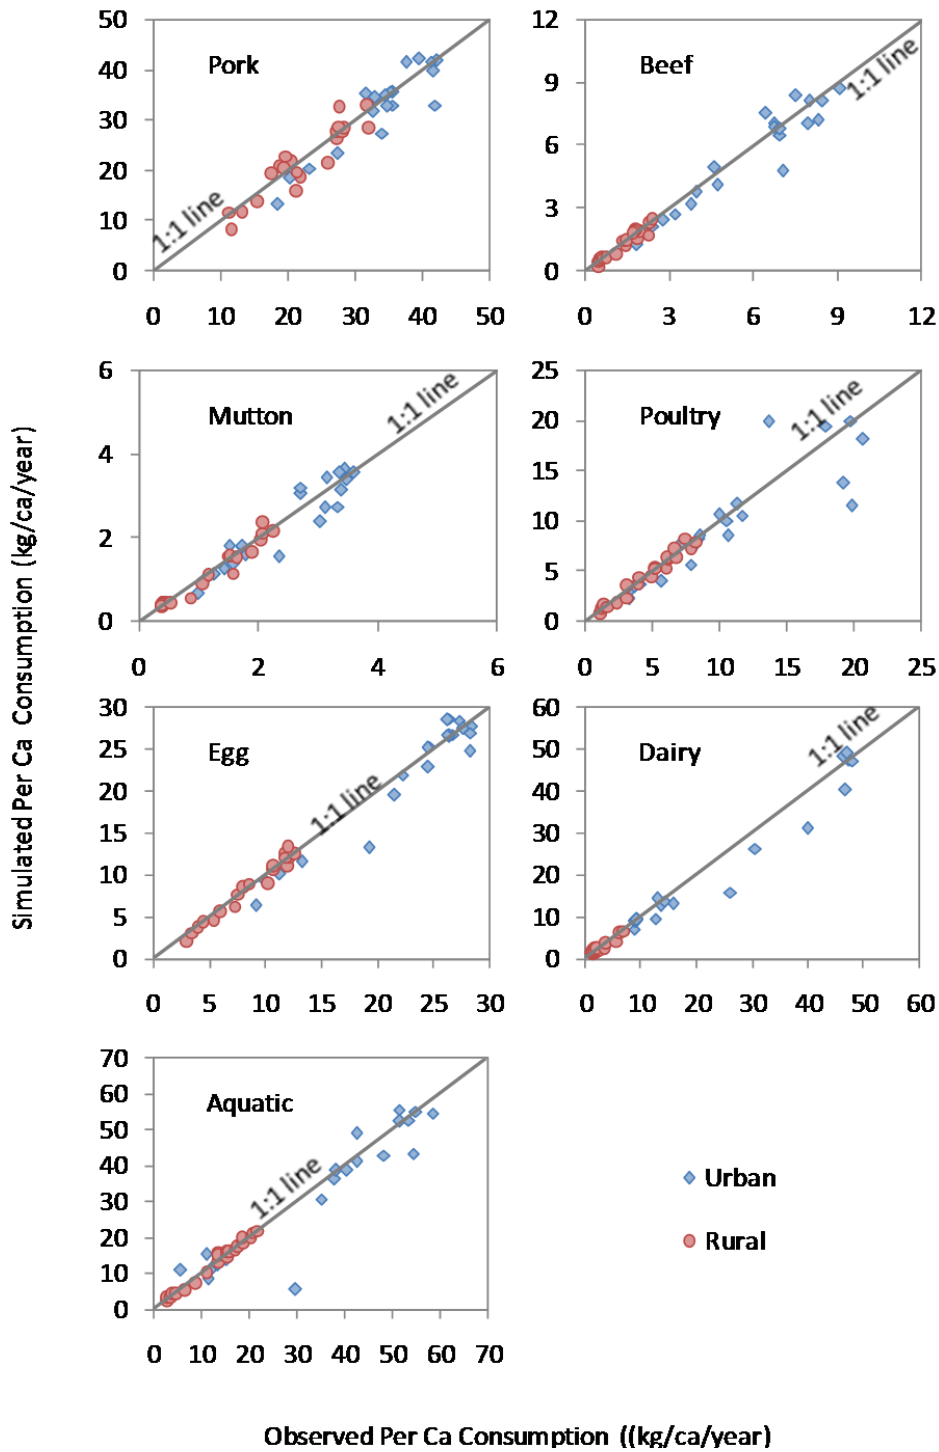 50
40
30
20
10
0
Pork
1:1 line
0 10 20 30 40 50
12
9
6
3
0
Beef
1:1 line
0 3 6 9 12
6
4
2
0
Mutton
1:1 line
0 2 4 6
25
20
15
10
5
0
Poultry
1:1 line
0 5 10 15 20 25
Simulated Per Ca Consumption (kg/ca/year)
30
25
20
15
10
5
0
Egg
1:1 line
0 5 10 15 20 25 30
60
50
40
30
20
10
0
Dairy
1:1 line
0 10 20 30 40 50 60
70
60
50
40
30
20
10
0
Aquatic
1:1 line
0 10 20 30 40 50 60 70
Urban
Rural
Observed Per Ca Consumption ((kg/ca/year)